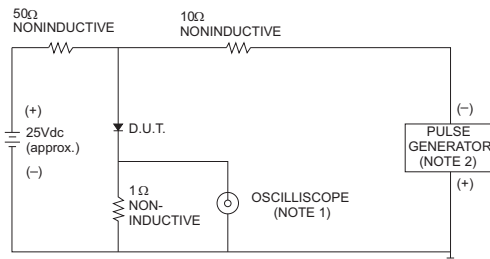 50Ω
NONINDUCTIVE
10Ω
NONINDUCTIVE
(+)
25Vdc
(approx.)
(–)
D.U.T.
1Ω
NON-
INDUCTIVE
OSCILLISCOPE
(NOTE 1)
(–)
PULSE
GENERATOR
(NOTE 2)
(+)